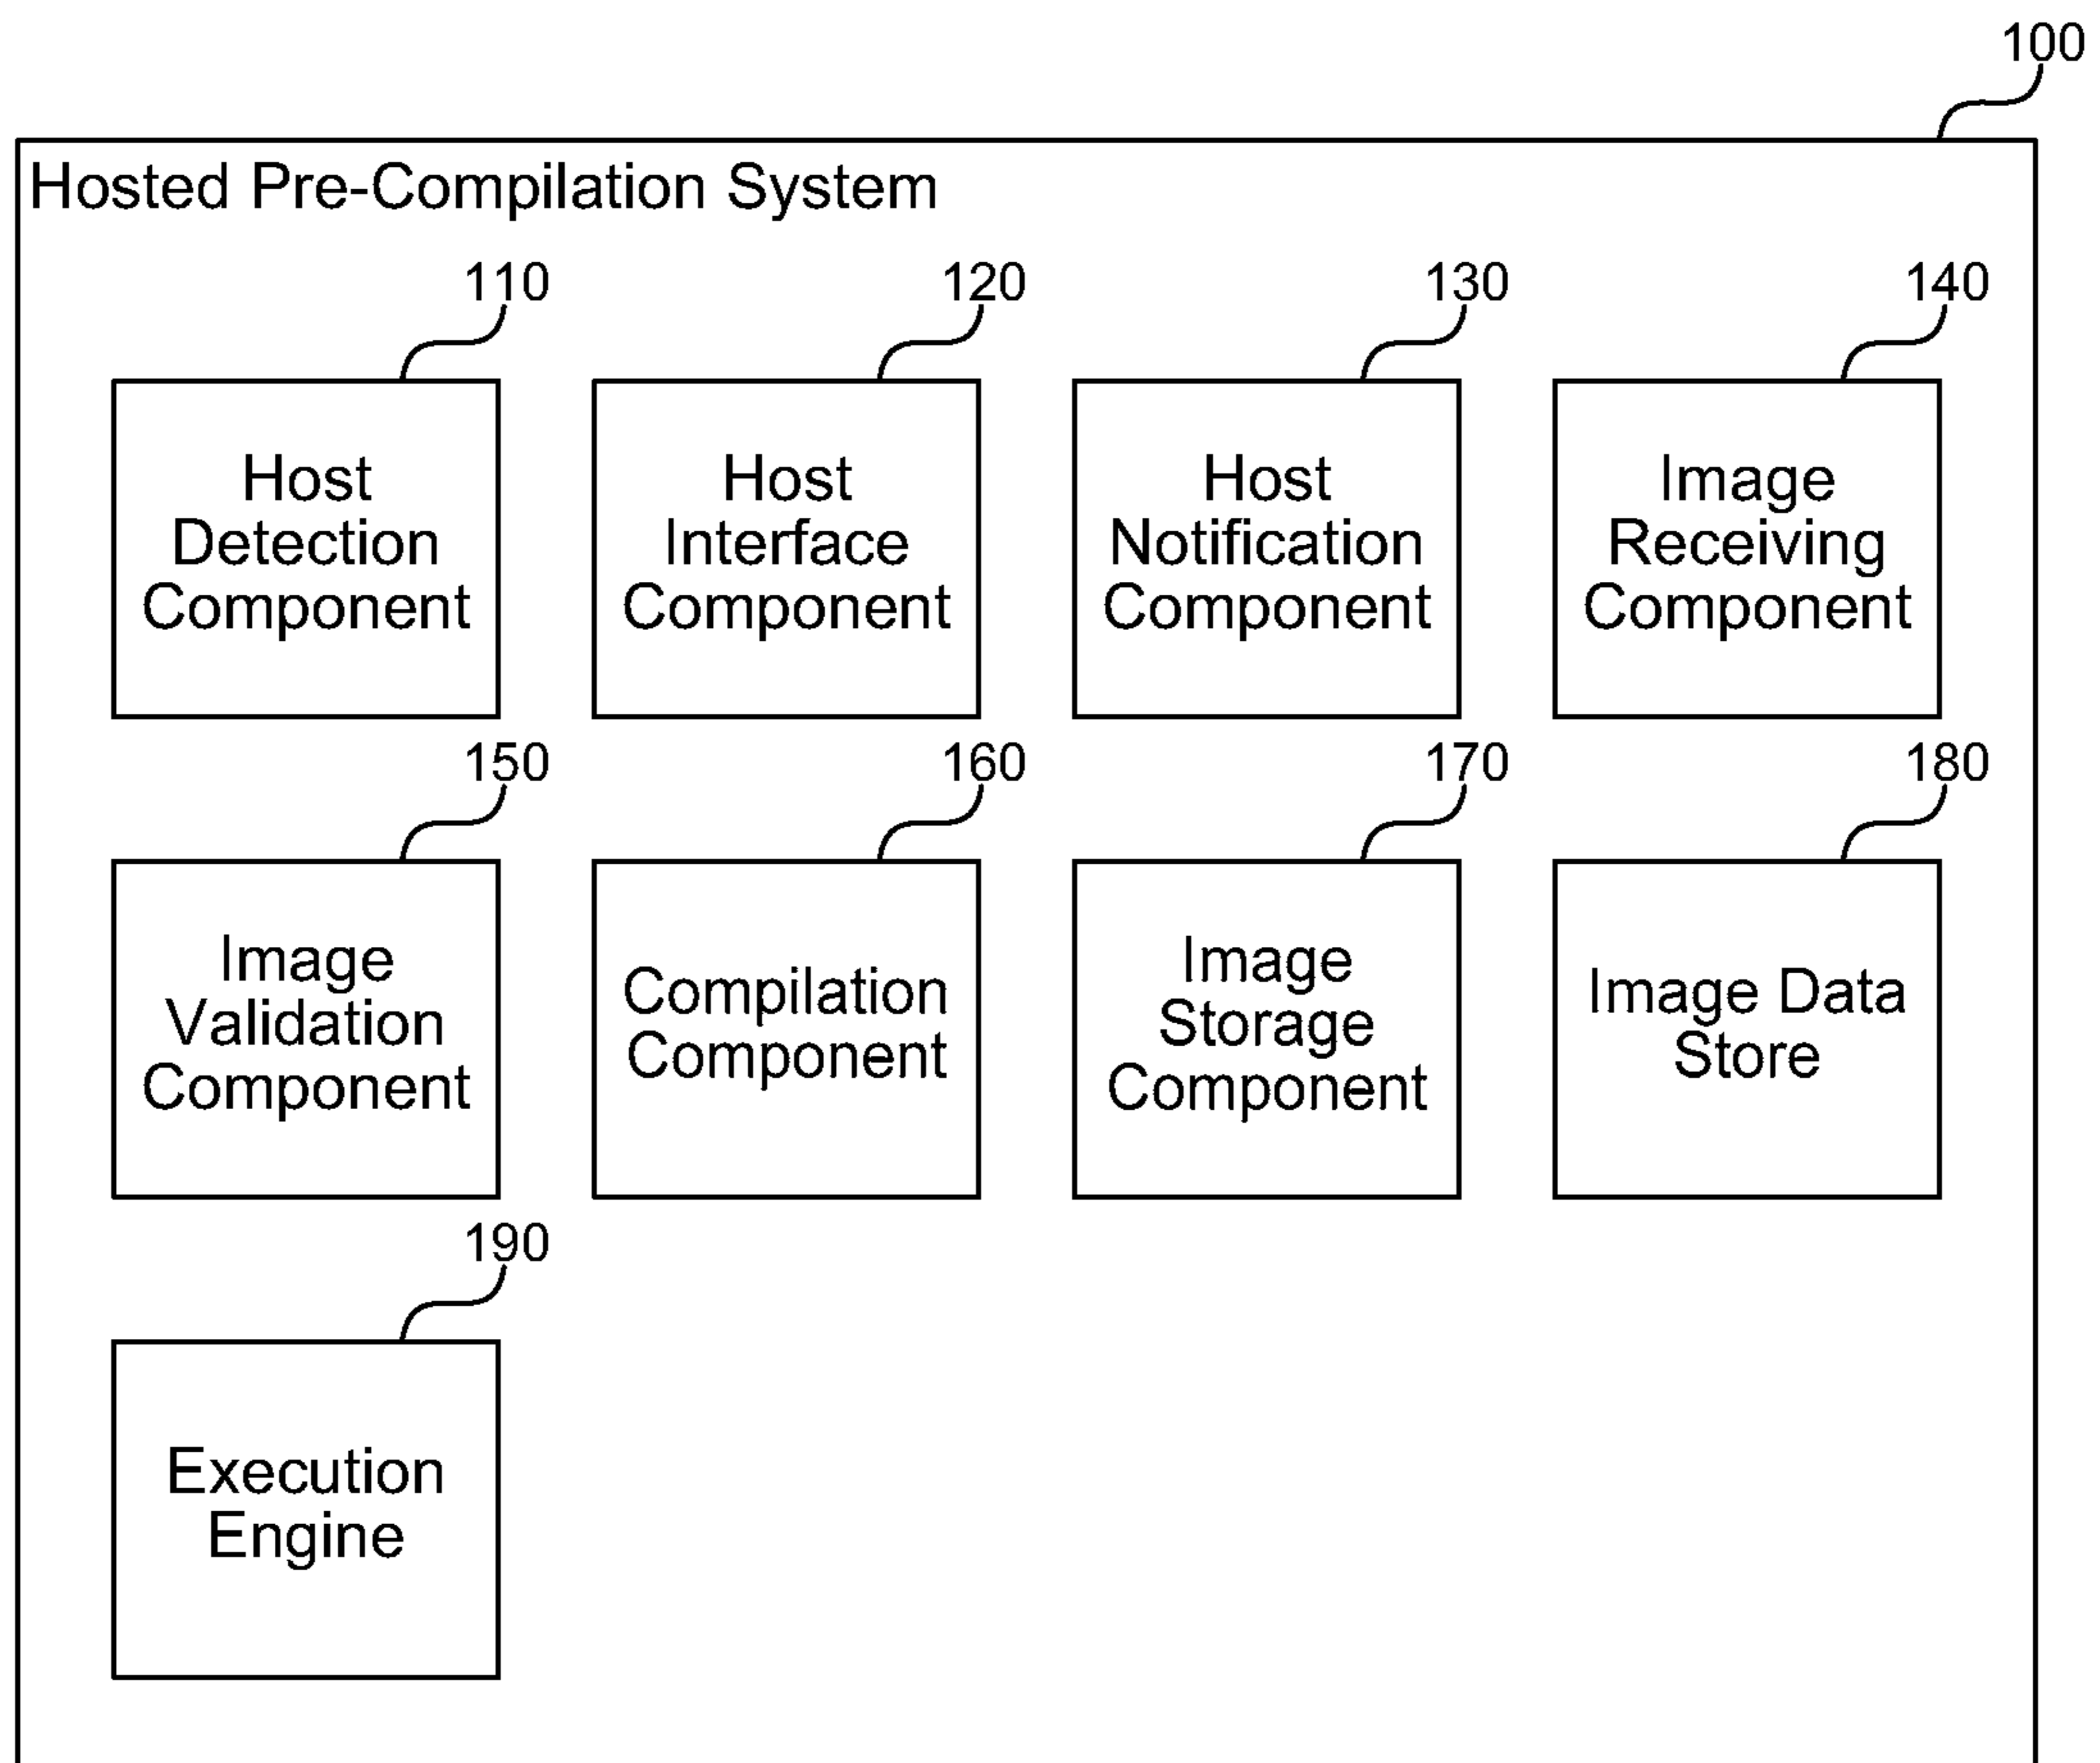 100
Hosted Pre-Compilation System
110
120
130
140
Host
Detection
Component
Host
Interface
Component
Host
Notification
Component
Image
Receiving
Component
150
160
170
180
Image
Validation
Component
Compilation
Component
Image
Storage
Component
Image Data
Store
190
Execution
Engine